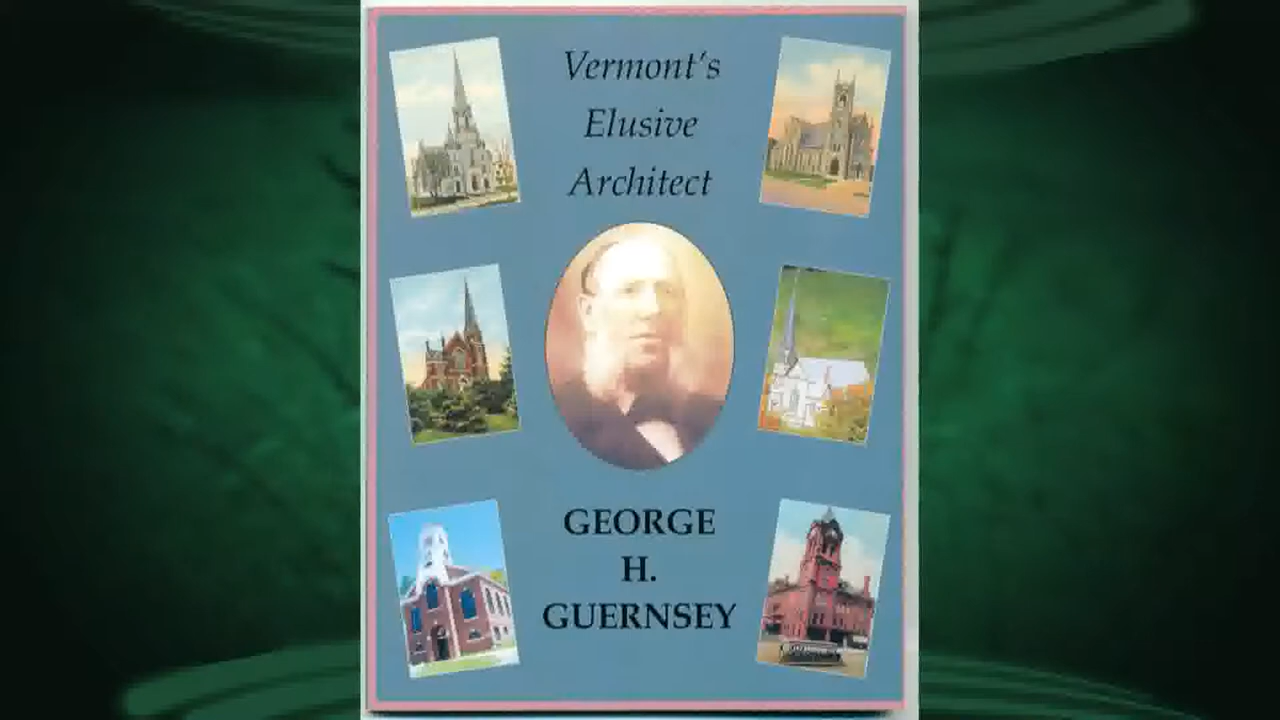 Vermont's
Elusive
Architect
GEORGE
H.
GUERNSEY